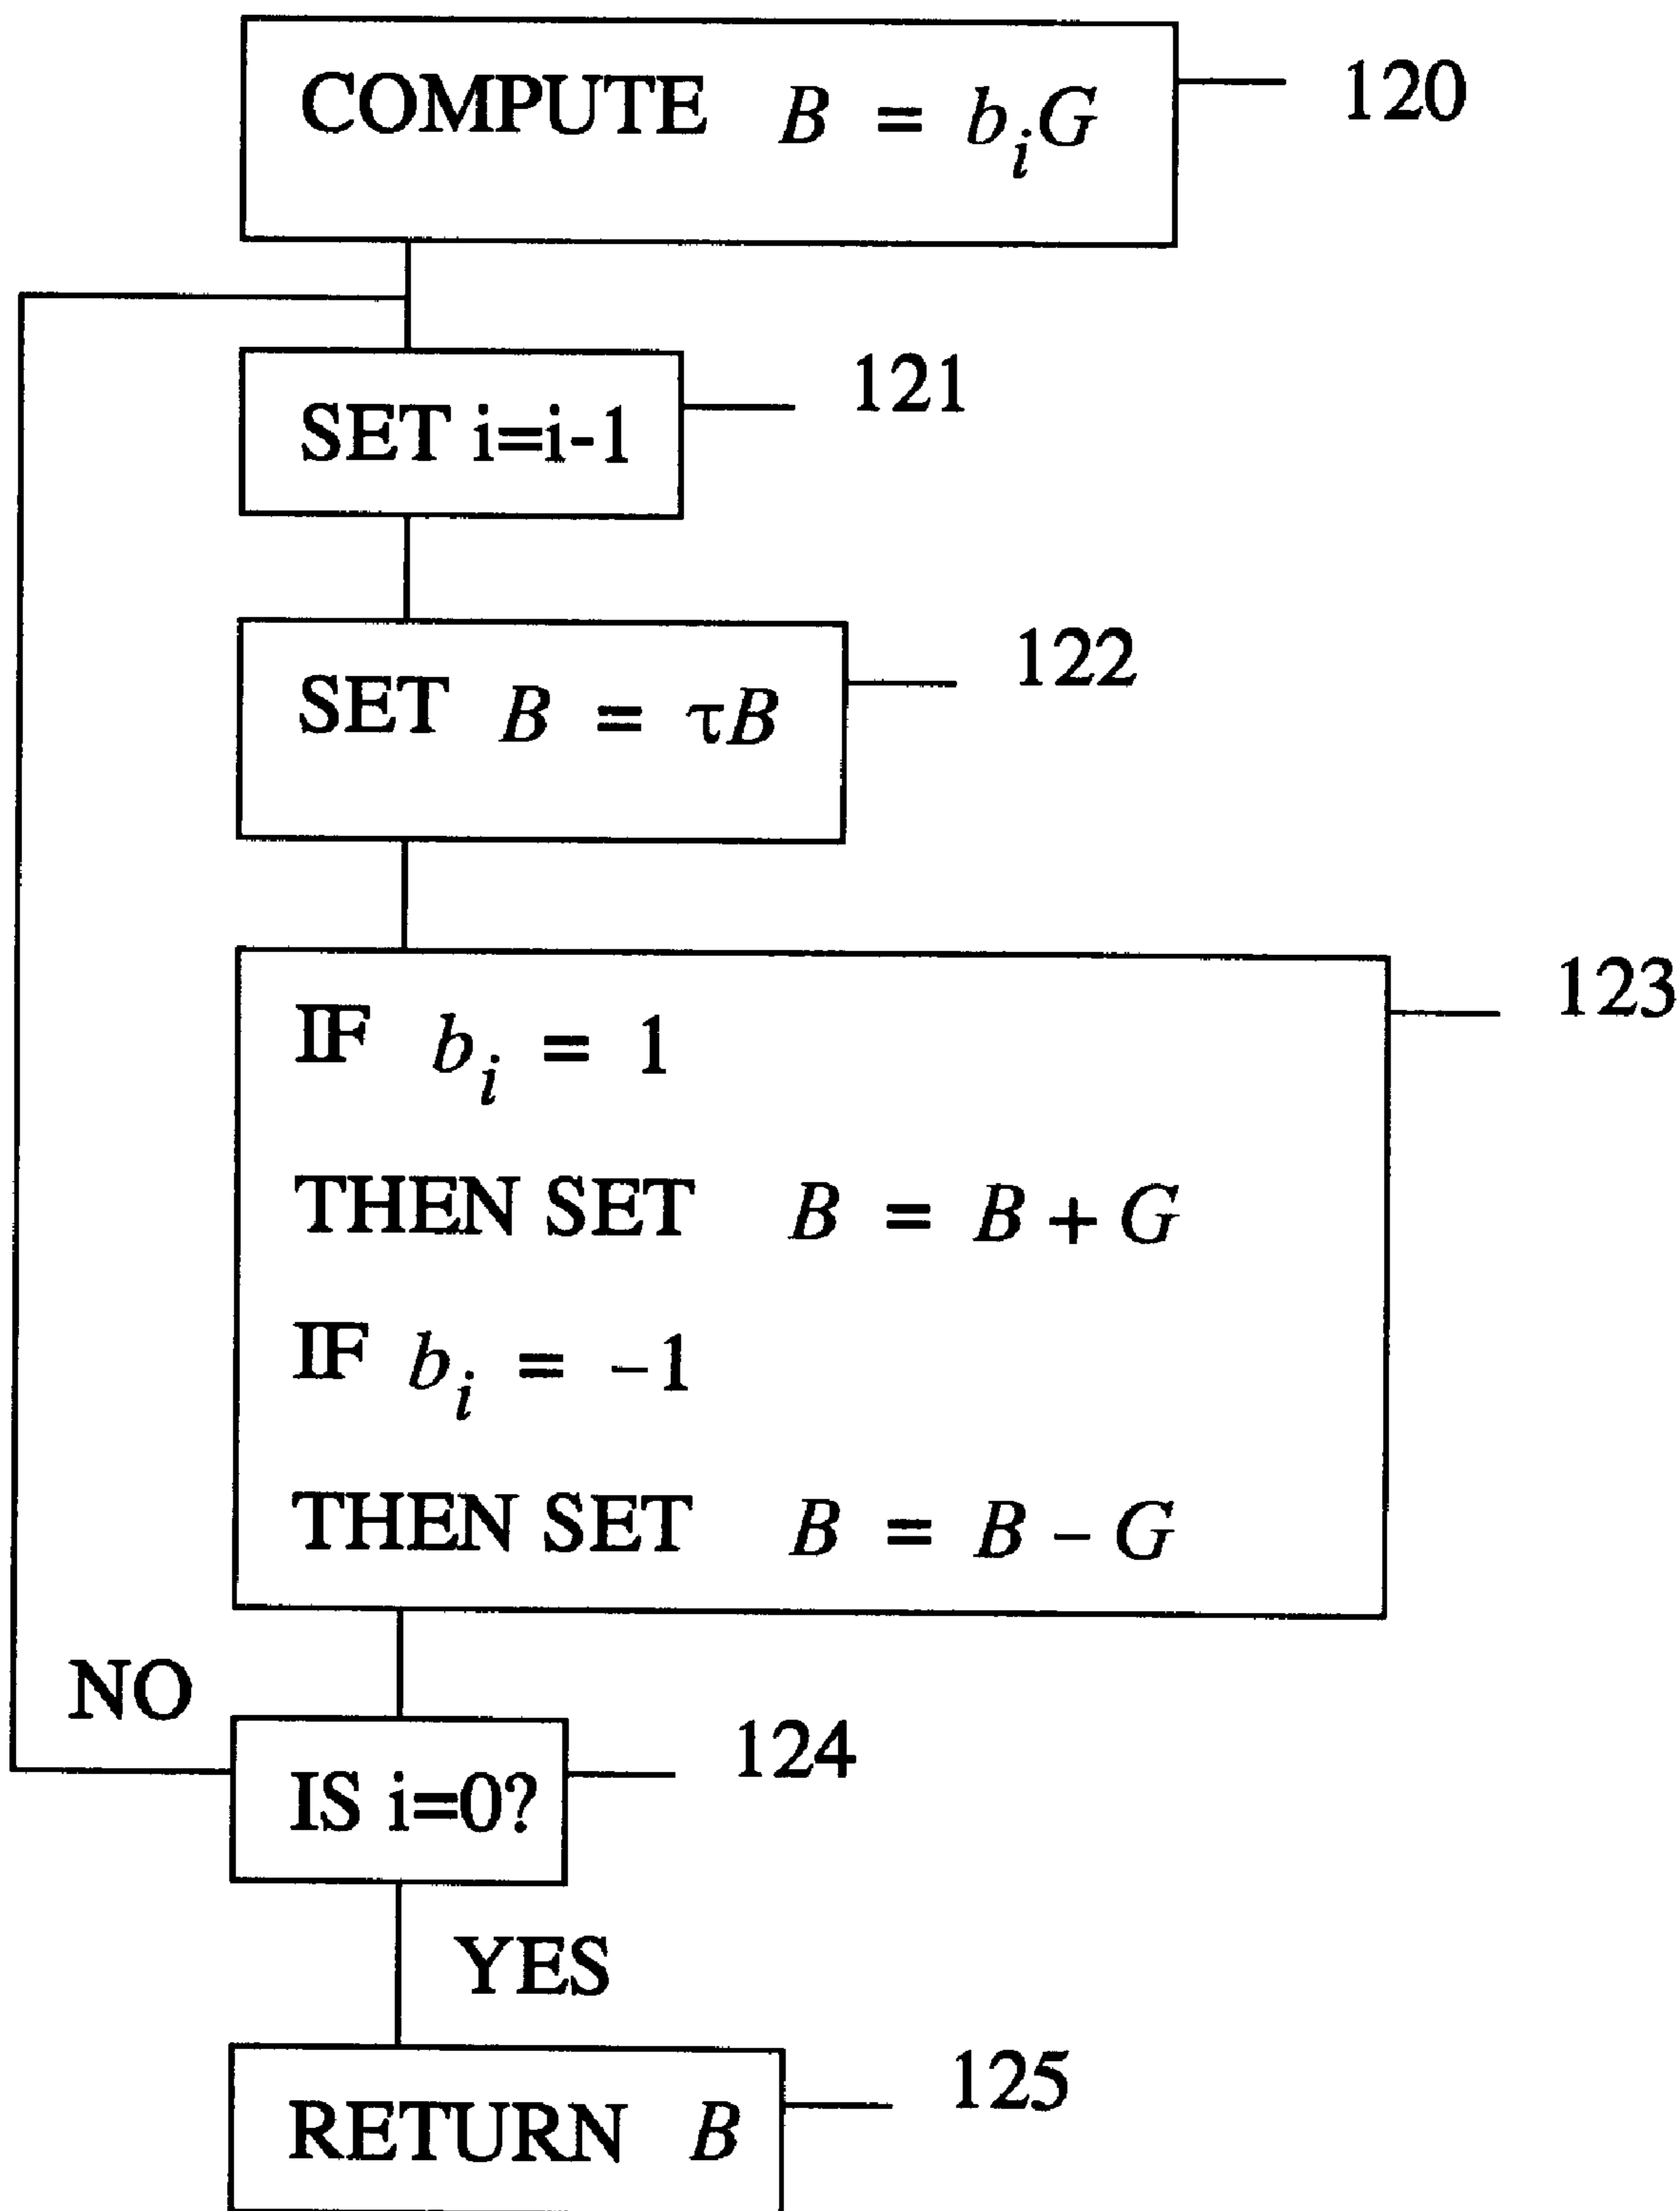 COMPUTE B = b_i G 120
SET i=i-1 121
SET B = τB 122
IF b_i = 1 123
THEN SET B = B + G
IF b_i = -1
THEN SET B = B - G
NO
IS i=0? 124
YES
RETURN B 125